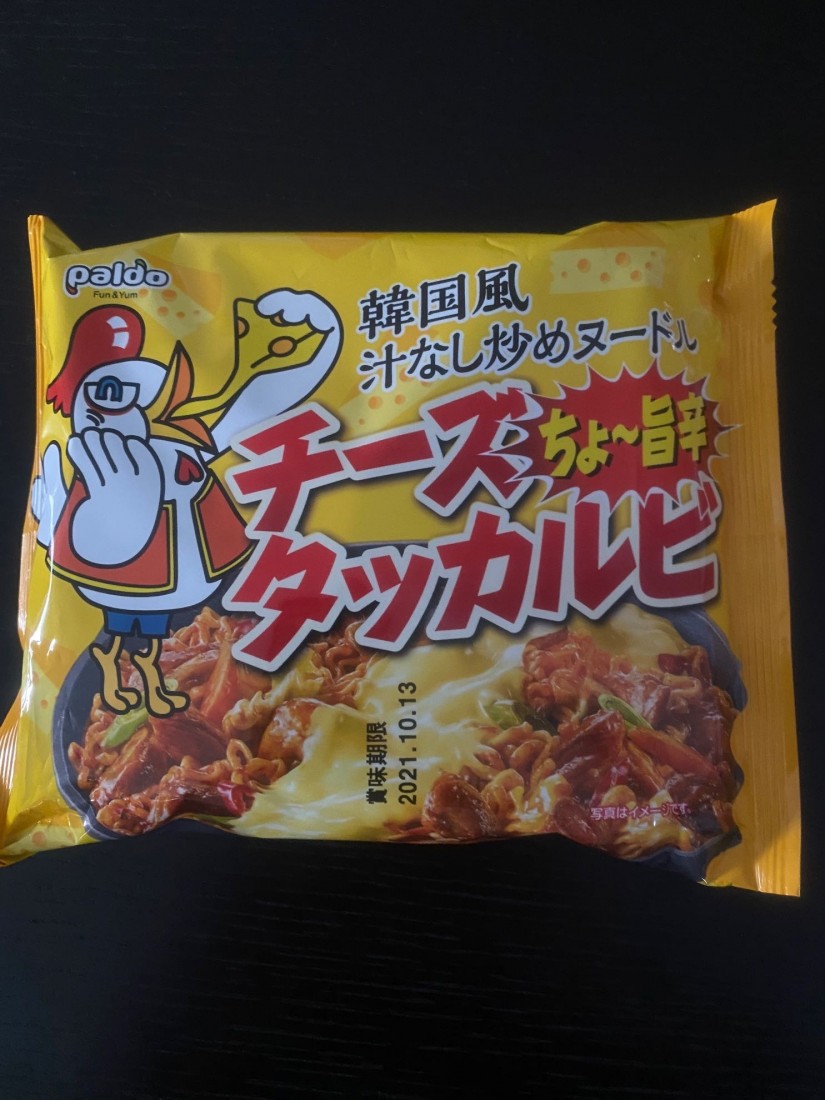 paldo
Fun & Yum
韓国風
汁なし炒めヌードル
ちょ〜旨辛
チーズ
タッカルビ
賞味期限
2021.10.13
写真はイメージです。